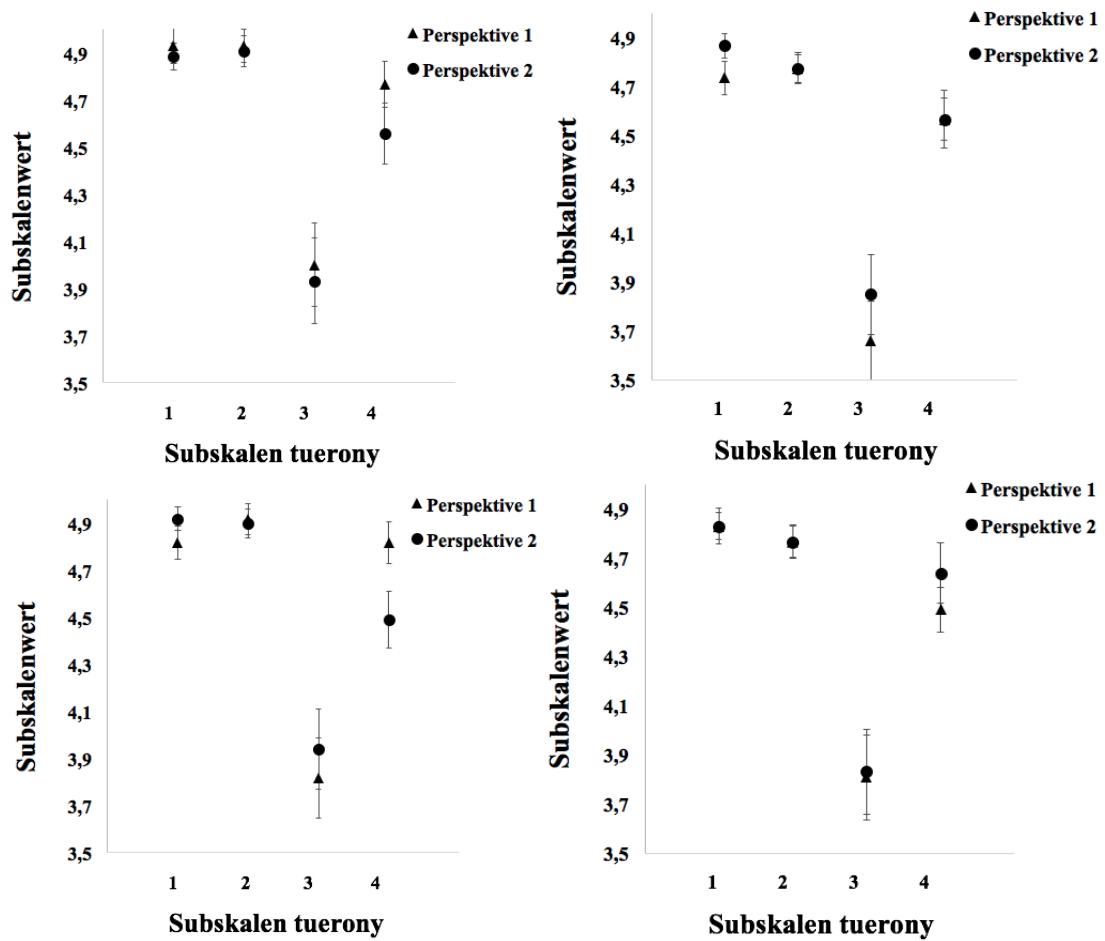 Perspektive 1
Perspektive 2
4,9
4,7
4,5
4,3
4,1
3,9
3,7
3,5
Subskalenwert
1 2 3 4
Subskalen tuerony
Perspektive 1
Perspektive 2
4,9
4,7
4,5
4,3
4,1
3,9
3,7
3,5
Subskalenwert
1 2 3 4
Subskalen tuerony
Perspektive 1
Perspektive 2
4,9
4,7
4,5
4,3
4,1
3,9
3,7
3,5
Subskalenwert
1 2 3 4
Subskalen tuerony
Perspektive 1
Perspektive 2
4,9
4,7
4,5
4,3
4,1
3,9
3,7
3,5
Subskalenwert
1 2 3 4
Subskalen tuerony